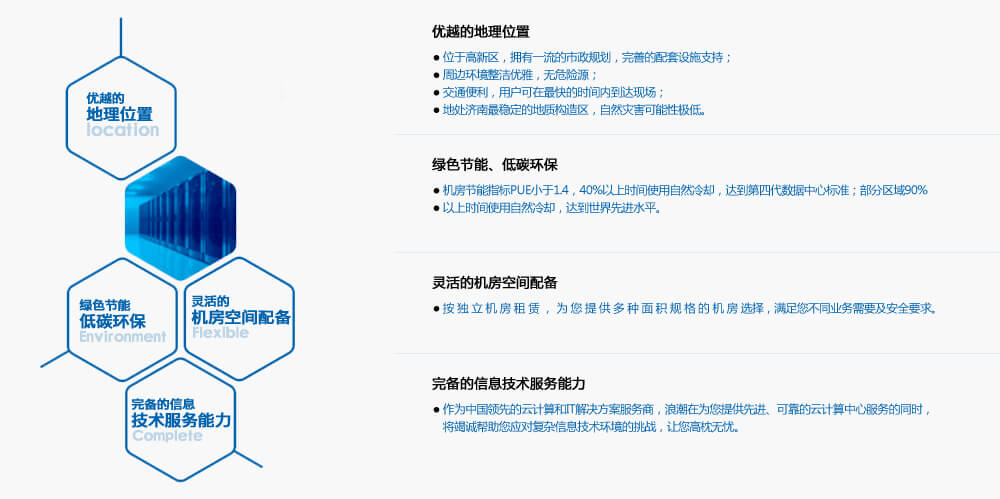 优越的
地理位置
location
绿色节能
低碳环保
Environment
灵活的
机房空间配备
Flexible
完备的信息
技术服务能力
Complete
优越的地理位置
● 位于高新区，拥有一流的市政规划，完善的配套设施支持；
● 周边环境整洁优雅，无危险源；
● 交通便利，用户可在最快的时间内到达现场；
● 地处济南最稳定的地质构造区，自然灾害可能性极低。
绿色节能、低碳环保
● 机房节能指标PUE小于1.4，40%以上时间使用自然冷却，达到第四代数据中心标准；部分区域90%
● 以上时间使用自然冷却，达到世界先进水平。
灵活的机房空间配备
● 按独立机房租赁，为您提供多种面积规格的机房选择，满足您不同业务需要及安全要求。
完备的信息技术服务能力
● 作为中国领先的云计算和IT解决方案服务商，浪潮在为您提供先进、可靠的云计算中心服务的同时，
将竭诚帮助您应对复杂信息技术环境的挑战，让您高枕无忧。